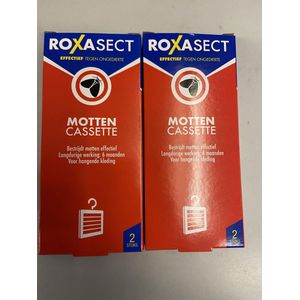 ROXASECT
EFFECTIEF TEGEN ONGEDIERTE
MOTTEN
CASSETTE
Bestrijdt motten effectief
Langdurige werking: 6 maanden
Voor hangende kleding
2
STUKS
ROXASECT
EFFECTIEF TEGEN ONGEDIERTE
MOTTEN
CASSETTE
Bestrijdt motten effectief
Langdurige werking: 6 maanden
Voor hangende kleding
2